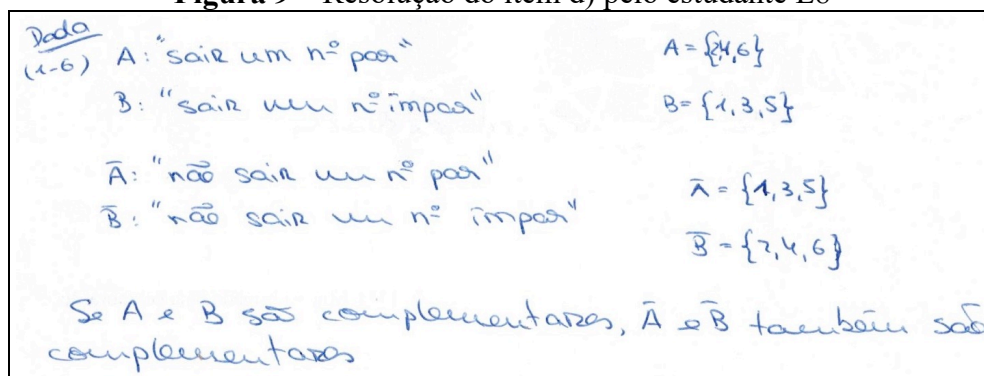 Figura 9 – Resolução do item d) pelo estudante E6
Dado
(1-6) A: "sair um nº par" A = {2,4,6}
B: "sair um nº ímpar" B = {1,3,5}
Ā: "não sair um nº par" Ā = {1,3,5}
B̄: "não sair um nº ímpar" B̄ = {2,4,6}
Se A e B são complementares, Ā e B̄ também são
complementares